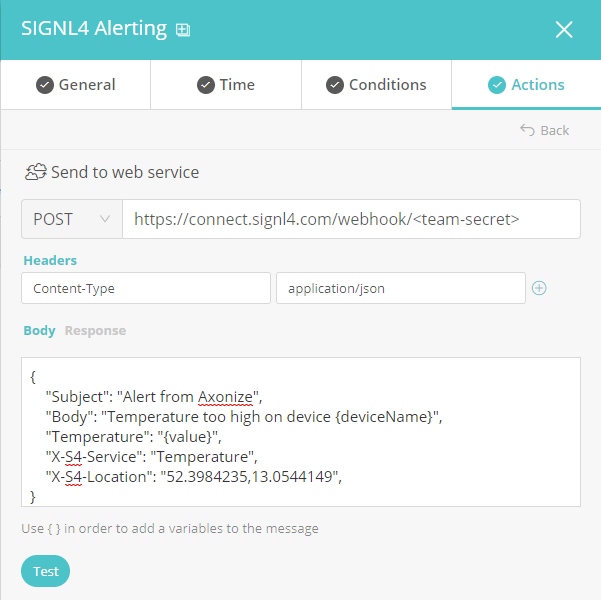 SIGNL4 Alerting
General Time Conditions Actions
Back
Send to web service
POST https://connect.signl4.com/webhook/<team-secret>
Headers
Content-Type application/json
Body Response
{
"Subject": "Alert from Axonize",
"Body": "Temperature too high on device {deviceName}",
"Temperature": "{value}",
"X-S4-Service": "Temperature",
"X-S4-Location": "52.3984235,13.0544149",
}
Use { } in order to add a variables to the message
Test